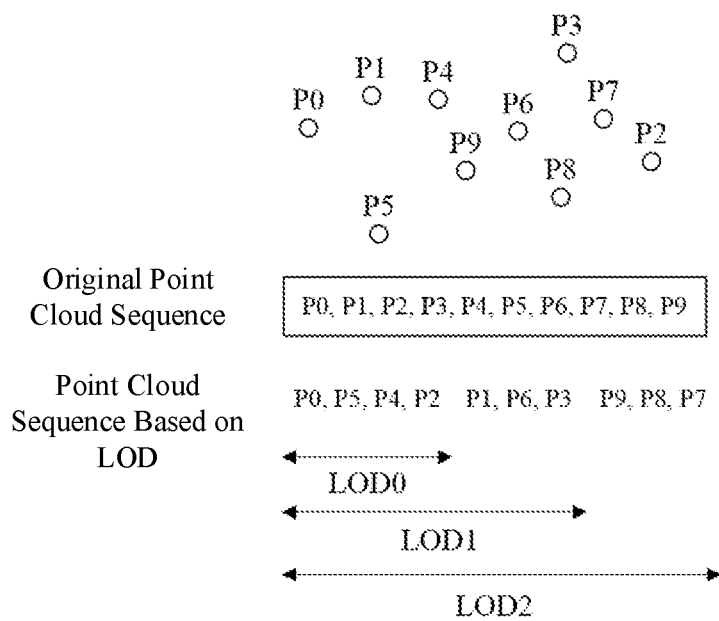 P3
P1
P4
P0
P6
P7
P9
P2
P8
P5
Original Point
Cloud Sequence
P0, P1, P2, P3, P4, P5, P6, P7, P8, P9
Point Cloud
Sequence Based on
LOD
P0, P5, P4, P2 P1, P6, P3 P9, P8, P7
LOD0
LOD1
LOD2